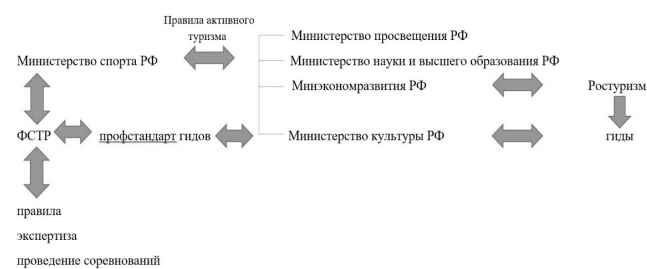 Правила активного
туризма
Министерство просвещения РФ
Министерство спорта РФ
Министерство науки и высшего образования РФ
Минэкономразвития РФ
Ростуризм
ФСТР
профстандарт гидов
Министерство культуры РФ
гиды
правила
экспертиза
проведение соревнований